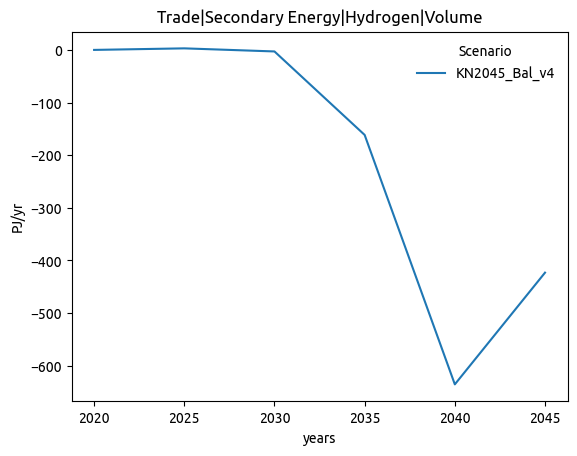 Trade|Secondary Energy|Hydrogen|Volume
Scenario
KN2045_Bal_v4
PJ/yr
0
−100
−200
−300
−400
−500
−600
2020 2025 2030 2035 2040 2045
years